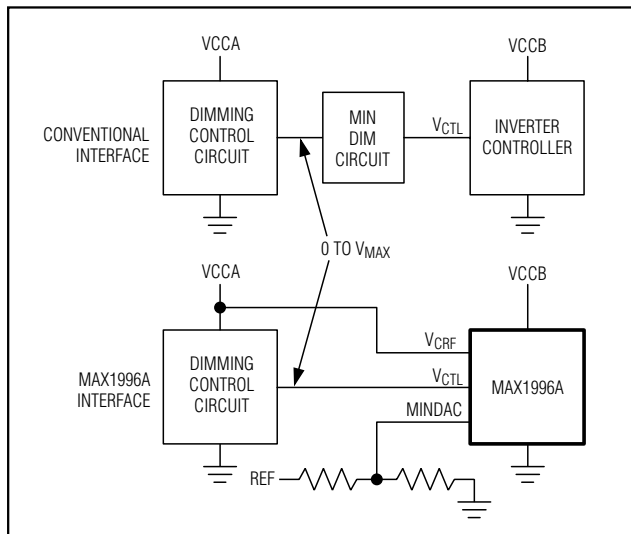 VCCA
VCCB
CONVENTIONAL
INTERFACE
DIMMING
CONTROL
CIRCUIT
MIN
DIM
CIRCUIT
VCTL
INVERTER
CONTROLLER
0 TO VMAX
VCCA
VCCB
MAX1996A
INTERFACE
DIMMING
CONTROL
CIRCUIT
VCRF
VCTL
MINDAC
MAX1996A
REF